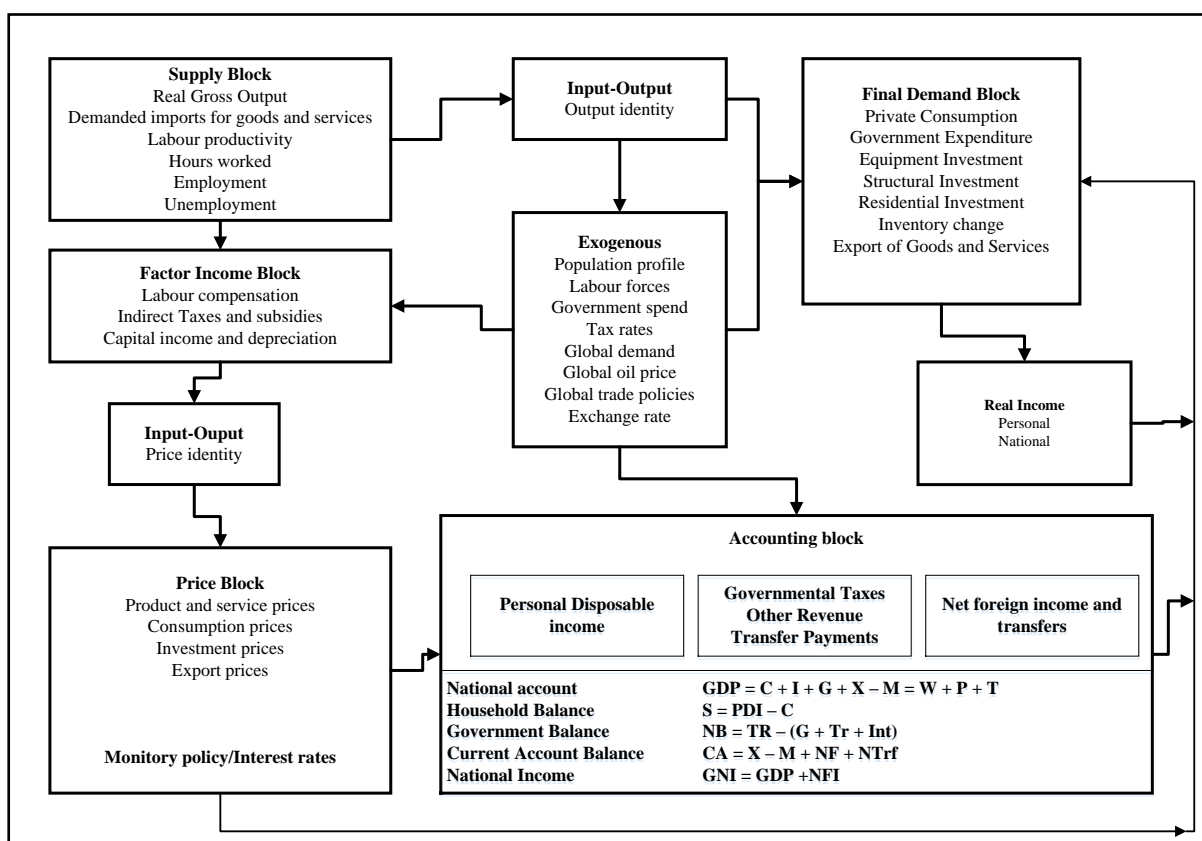 Supply Block
Real Gross Output
Demanded imports for goods and services
Labour productivity
Hours worked
Employment
Unemployment
Input-Output
Output identity
Final Demand Block
Private Consumption
Government Expenditure
Equipment Investment
Structural Investment
Residential Investment
Inventory change
Export of Goods and Services
Factor Income Block
Labour compensation
Indirect Taxes and subsidies
Capital income and depreciation
Exogenous
Population profile
Labour forces
Government spend
Tax rates
Global demand
Global oil price
Global trade policies
Exchange rate
Real Income
Personal
National
Input-Ouput
Price identity
Price Block
Product and service prices
Consumption prices
Investment prices
Export prices
Monitory policy/Interest rates
Accounting block
Personal Disposable
income
Governmental Taxes
Other Revenue
Transfer Payments
Net foreign income and
transfers
National account GDP = C + I + G + X – M = W + P + T
Household Balance S = PDI – C
Government Balance NB = TR – (G + Tr + Int)
Current Account Balance CA = X – M + NF + NTrf
National Income GNI = GDP +NFI